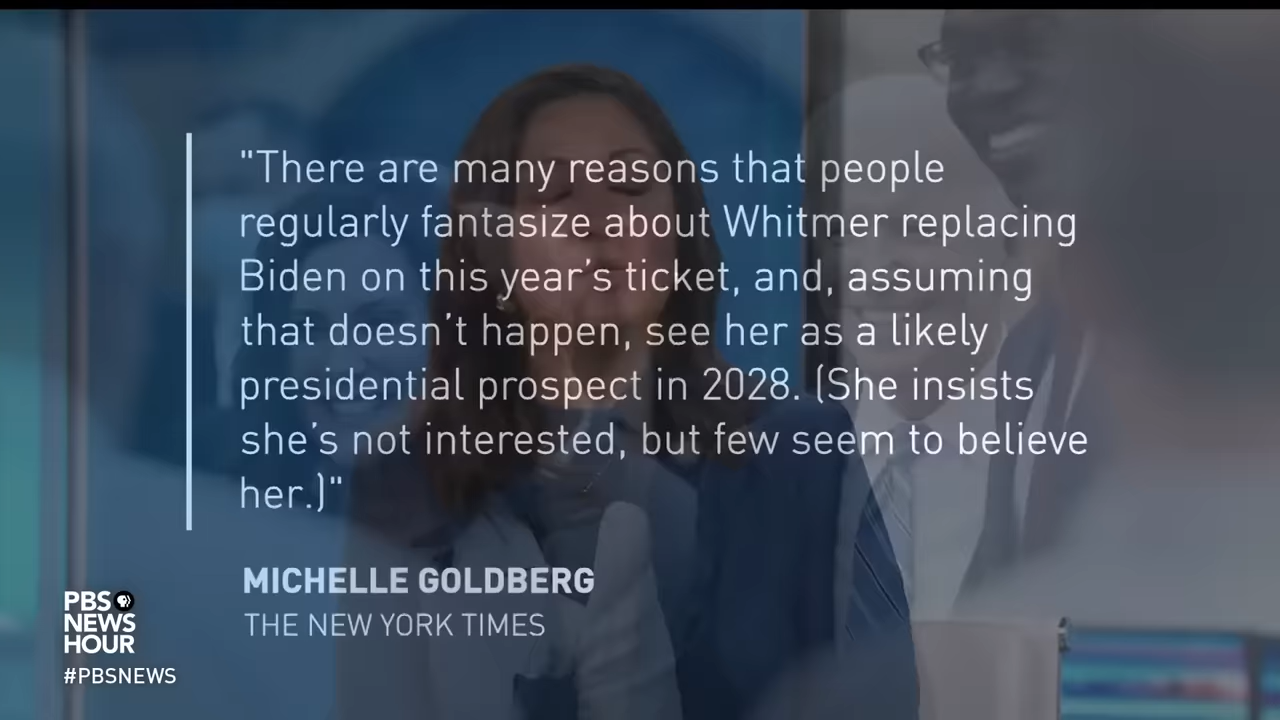 "There are many reasons that people
regularly fantasize about Whitmer replacing
Biden on this year’s ticket, and, assuming
that doesn’t happen, see her as a likely
presidential prospect in 2028. (She insists
she’s not interested, but few seem to believe
her.)"
MICHELLE GOLDBERG
THE NEW YORK TIMES
PBS
NEWS
HOUR
#PBSNEWS